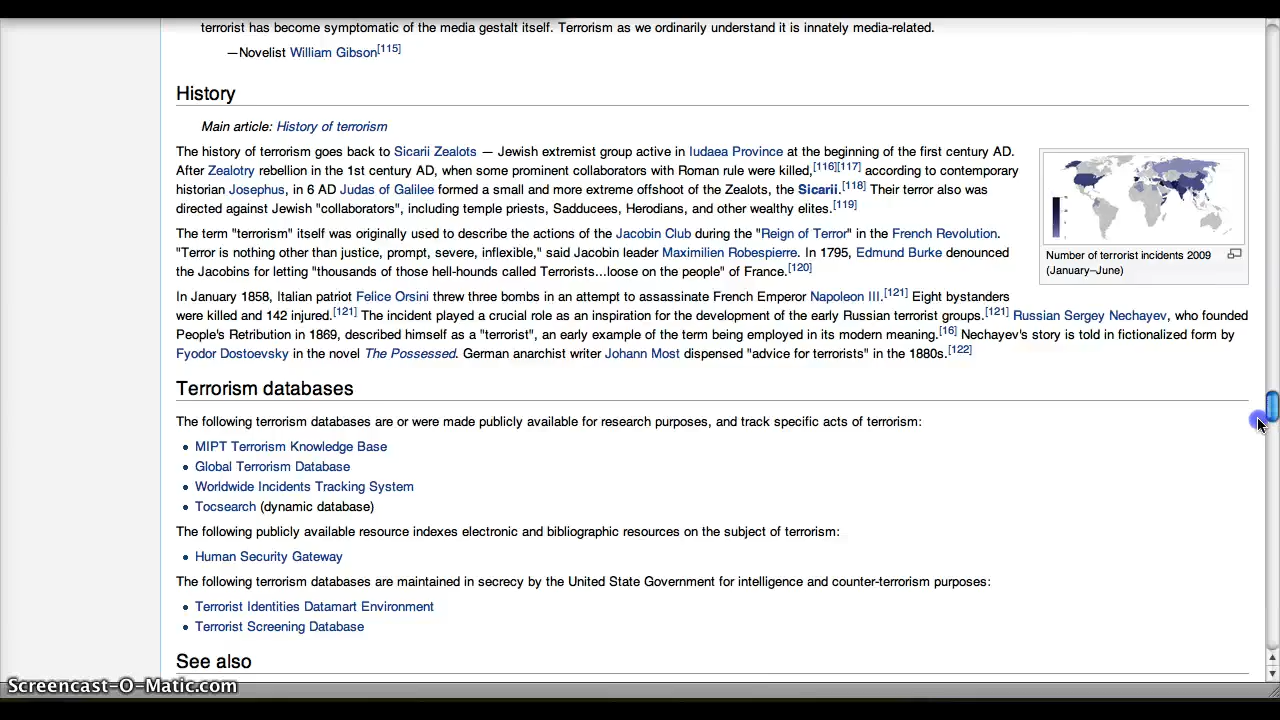 terrorist has become symptomatic of the media gestalt itself. Terrorism as we ordinarily understand it is innately media-related.
—Novelist William Gibson[115]
History
Main article: History of terrorism
The history of terrorism goes back to Sicarii Zealots — Jewish extremist group active in Iudaea Province at the beginning of the first century AD.
After Zealotry rebellion in the 1st century AD, when some prominent collaborators with Roman rule were killed,[116][117] according to contemporary
historian Josephus, in 6 AD Judas of Galilee formed a small and more extreme offshoot of the Zealots, the Sicarii.[118] Their terror also was
directed against Jewish "collaborators", including temple priests, Sadducees, Herodians, and other wealthy elites.[119]
The term "terrorism" itself was originally used to describe the actions of the Jacobin Club during the "Reign of Terror" in the French Revolution.
"Terror is nothing other than justice, prompt, severe, inflexible," said Jacobin leader Maximilien Robespierre. In 1795, Edmund Burke denounced
the Jacobins for letting "thousands of those hell-hounds called Terrorists...loose on the people" of France.[120]
Number of terrorist incidents 2009
(January–June)
In January 1858, Italian patriot Felice Orsini threw three bombs in an attempt to assassinate French Emperor Napoleon III.[121] Eight bystanders
were killed and 142 injured.[121] The incident played a crucial role as an inspiration for the development of the early Russian terrorist groups.[121] Russian Sergey Nechayev, who founded
People's Retribution in 1869, described himself as a "terrorist", an early example of the term being employed in its modern meaning.[16] Nechayev's story is told in fictionalized form by
Fyodor Dostoevsky in the novel The Possessed. German anarchist writer Johann Most dispensed "advice for terrorists" in the 1880s.[122]
Terrorism databases
The following terrorism databases are or were made publicly available for research purposes, and track specific acts of terrorism:
• MIPT Terrorism Knowledge Base
• Global Terrorism Database
• Worldwide Incidents Tracking System
• Tocsearch (dynamic database)
The following publicly available resource indexes electronic and bibliographic resources on the subject of terrorism:
• Human Security Gateway
The following terrorism databases are maintained in secrecy by the United State Government for intelligence and counter-terrorism purposes:
• Terrorist Identities Datamart Environment
• Terrorist Screening Database
See also
Screencast-O-Matic.com